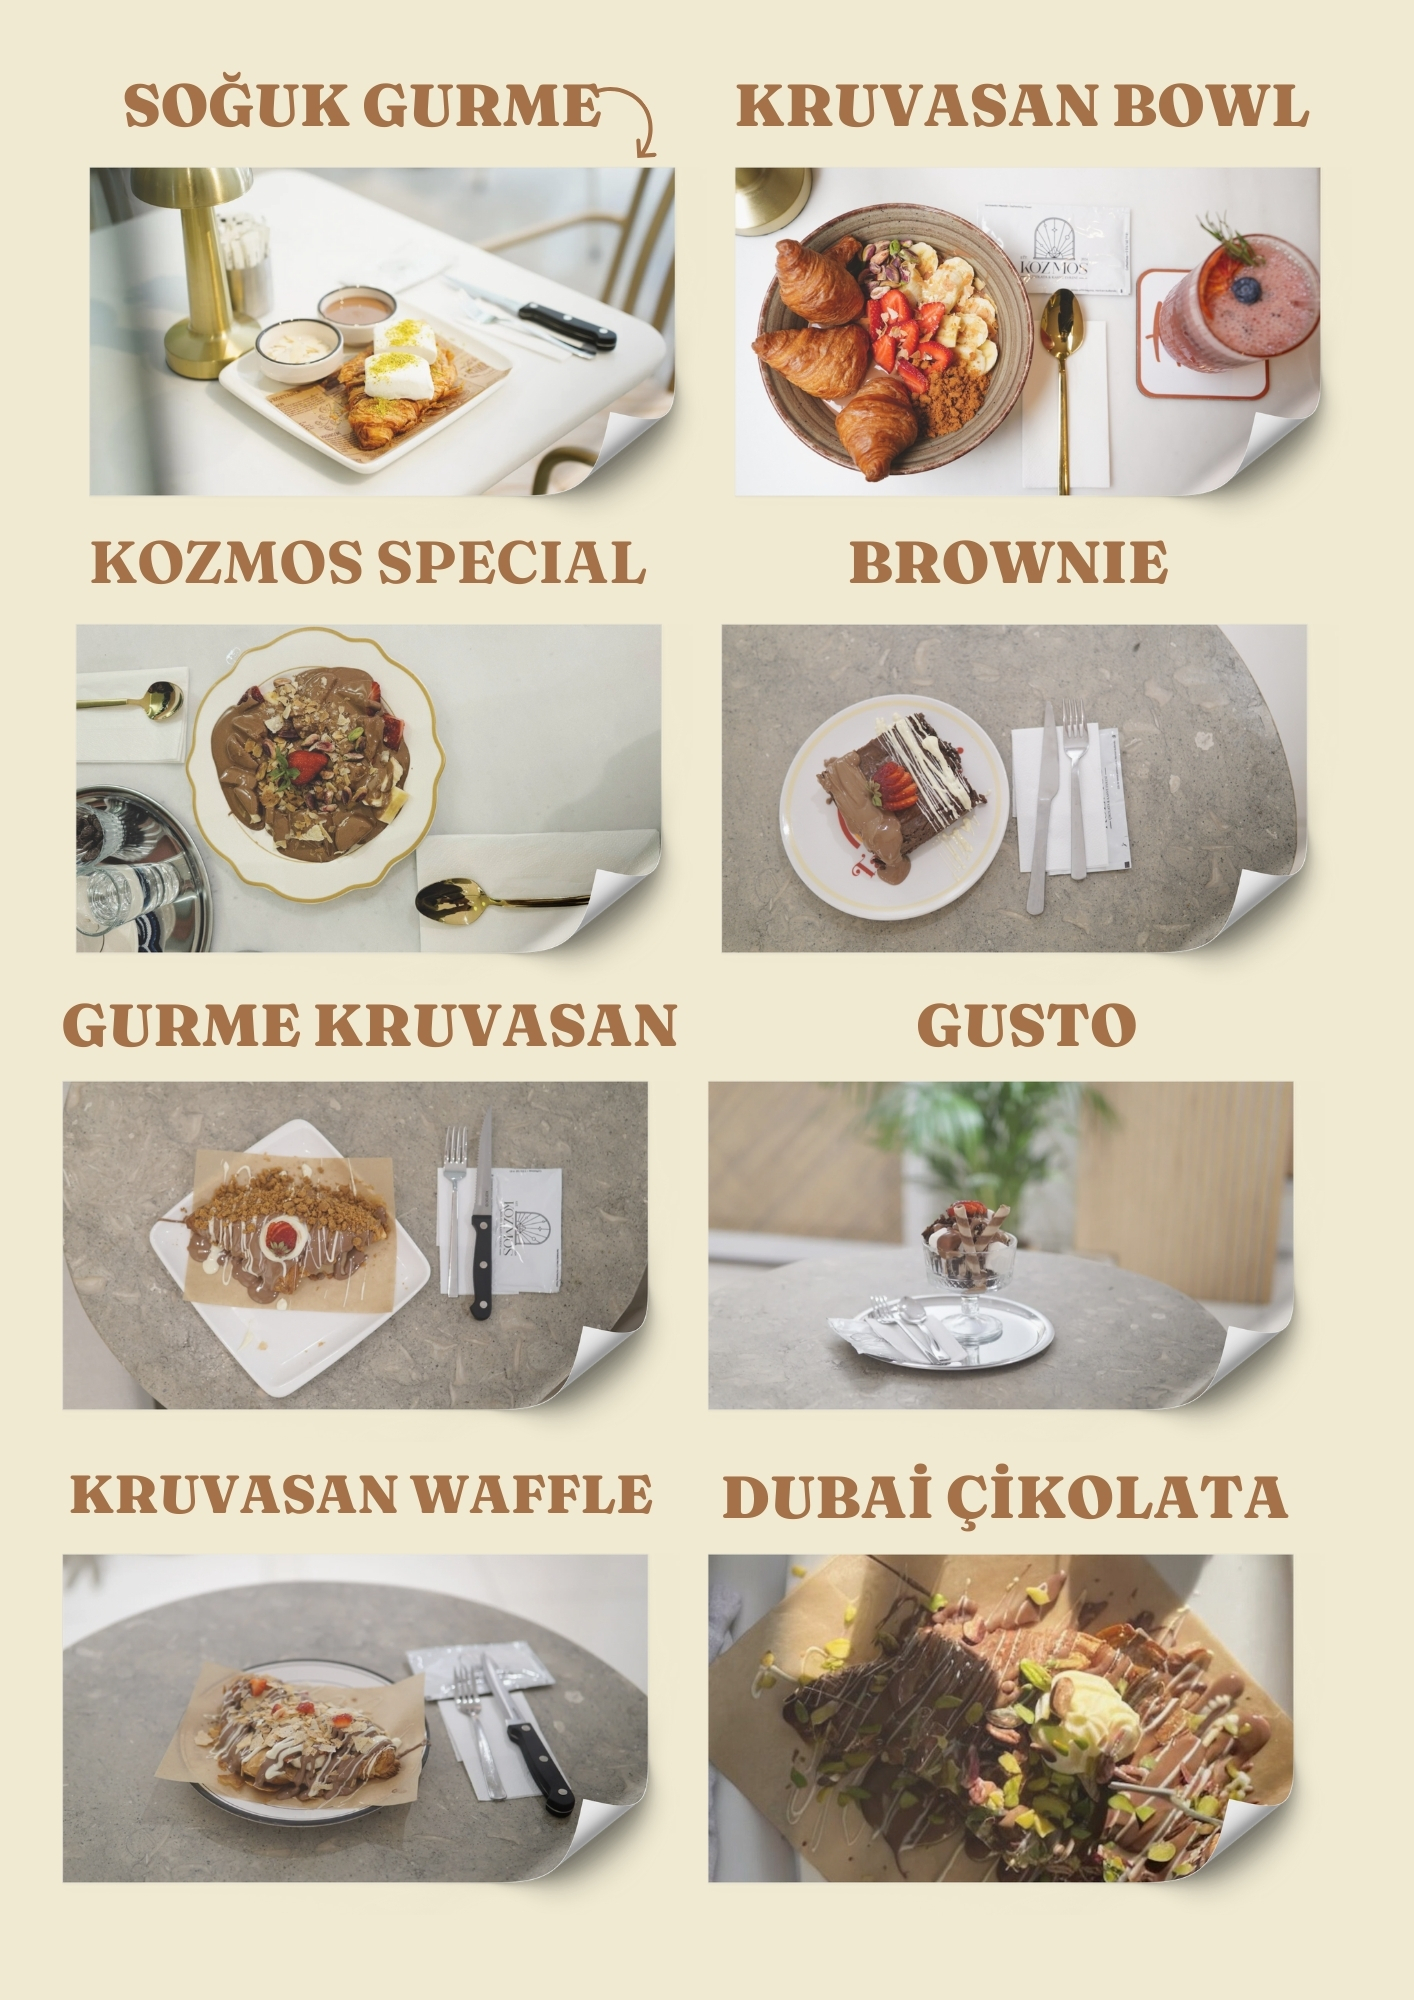 SOĞUK GURME
KRUVASAN BOWL
KOZMOS
KOZMOS SPECIAL
BROWNIE
GURME KRUVASAN
GUSTO
KOZMOS
KRUVASAN WAFFLE
DUBAİ ÇİKOLATA